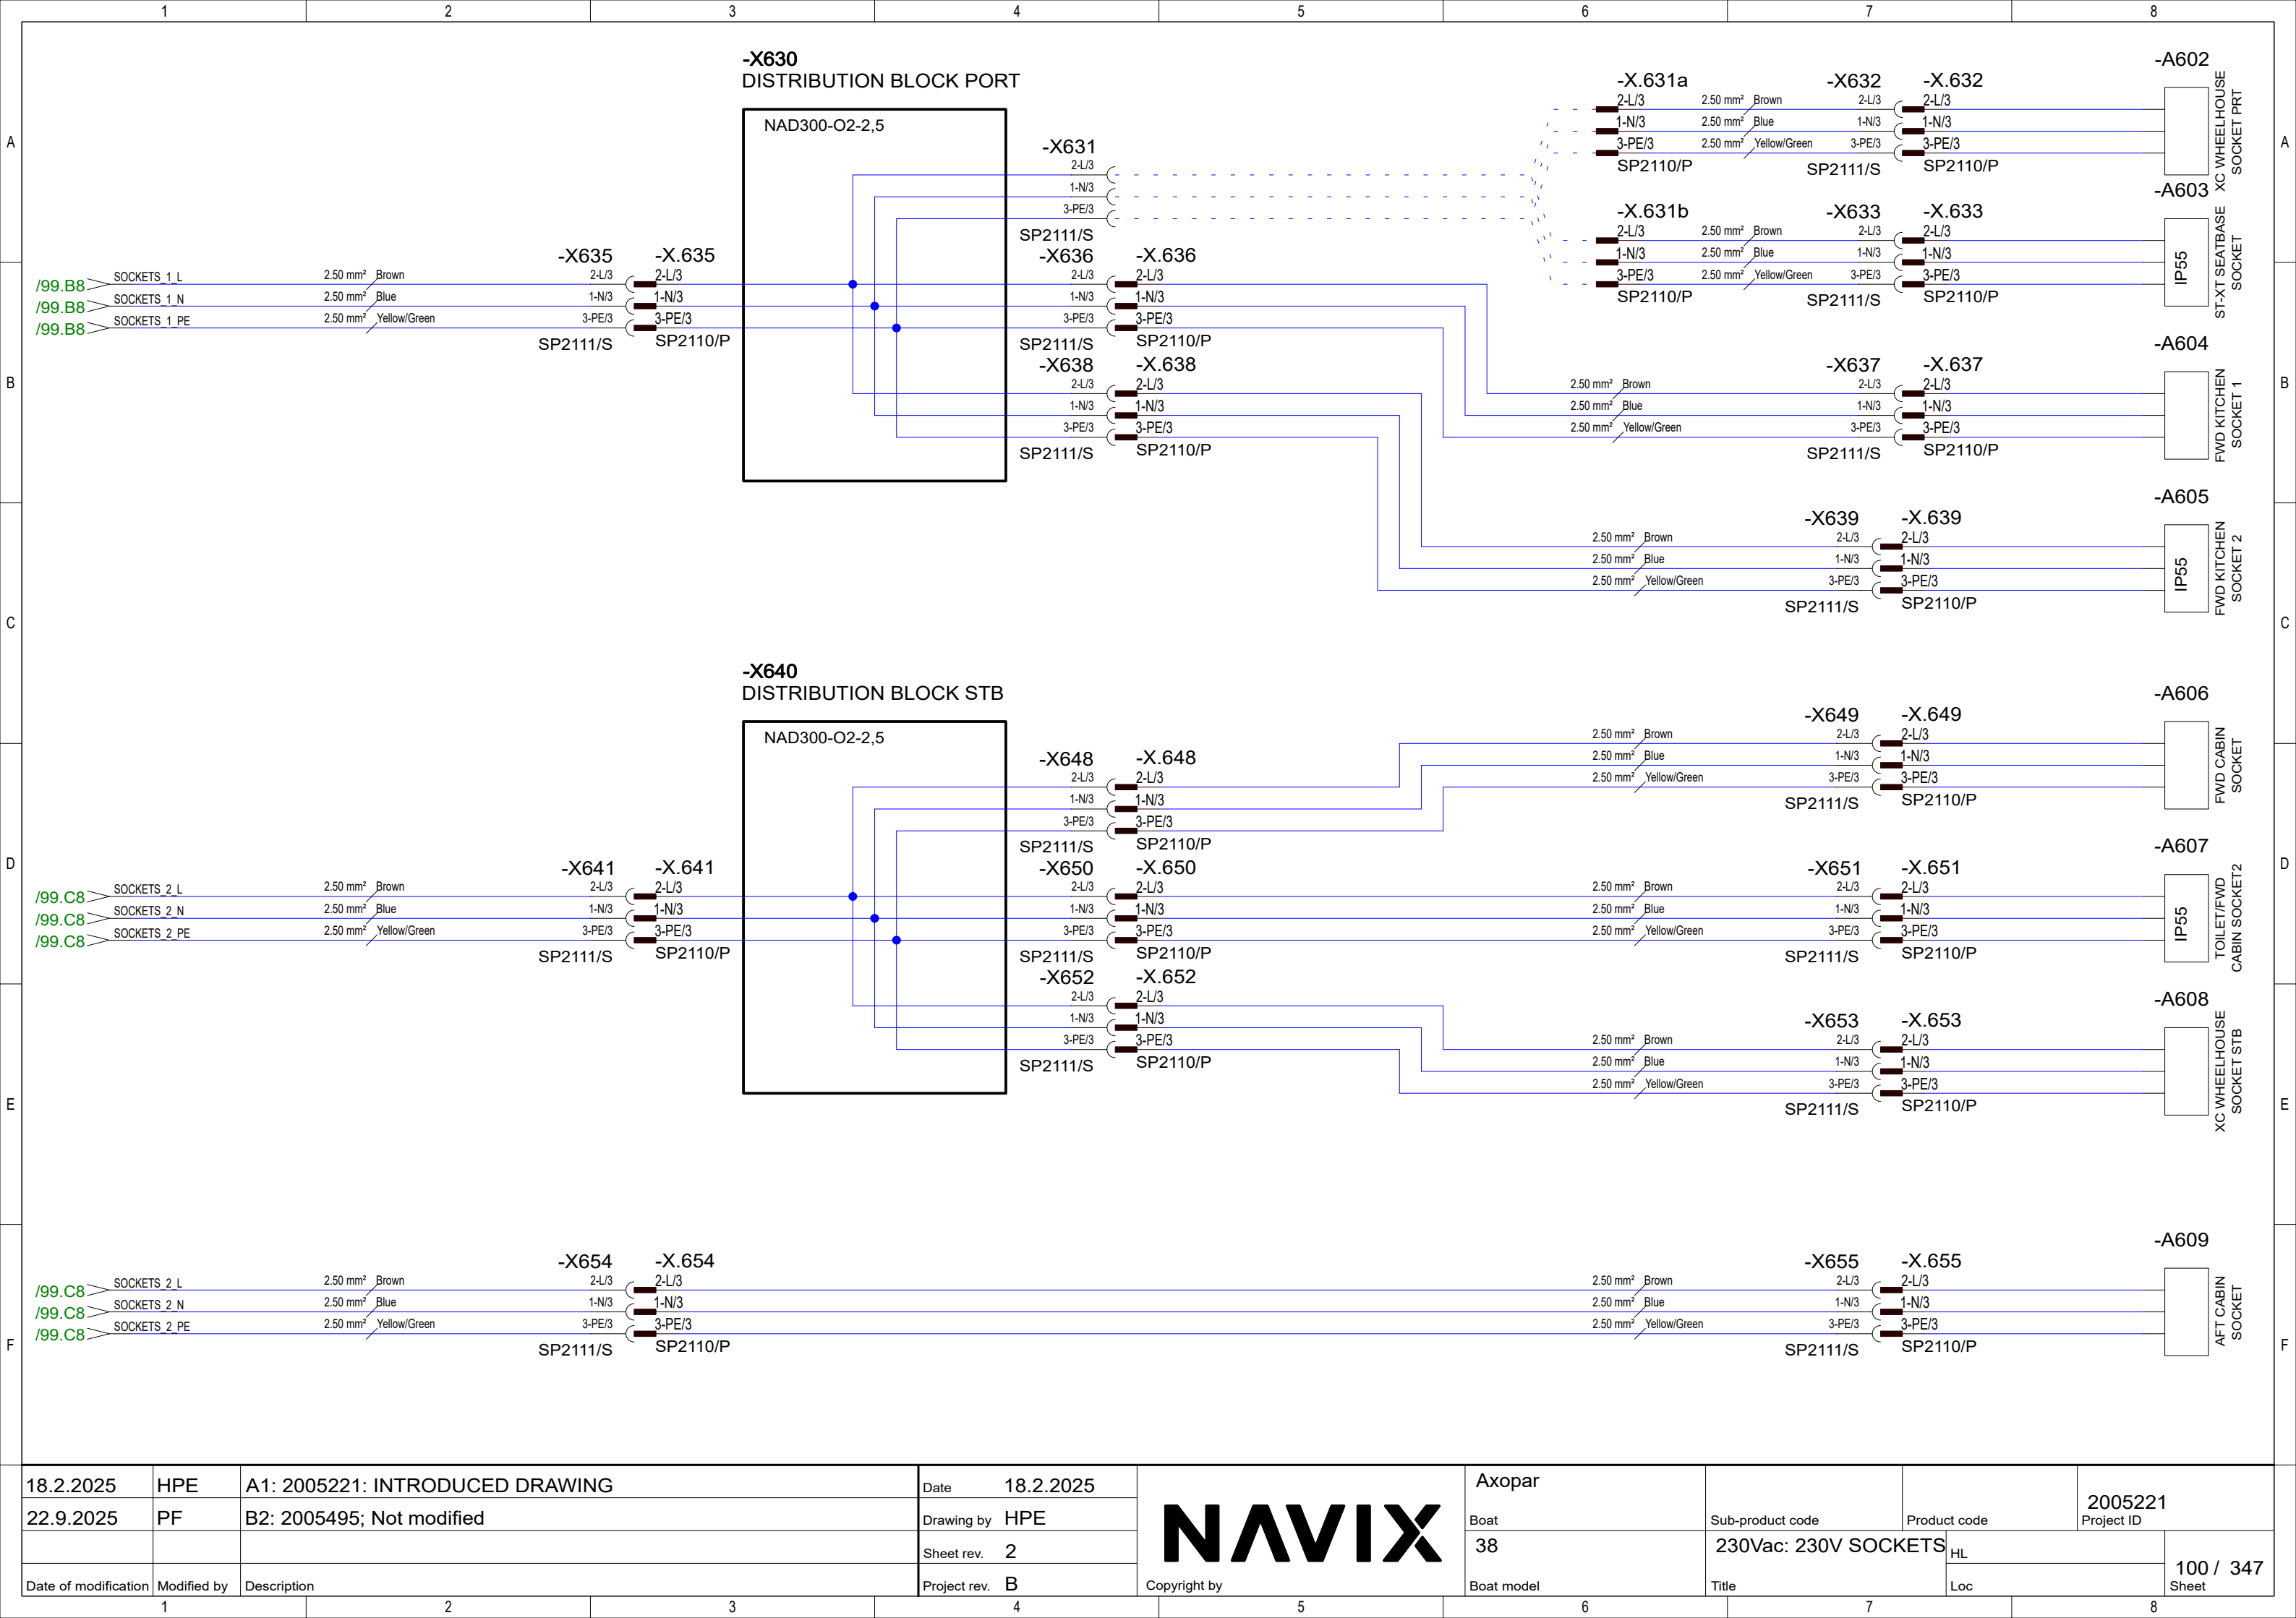 1 2 3 4 5 6 7 8
-X630
DISTRIBUTION BLOCK PORT
NAD300-O2-2,5
-A602
XC WHEELHOUSE
SOCKET PRT
-X.631a -X632 -X.632
2-L/3 2.50 mm² Brown 2-L/3 2-L/3
1-N/3 2.50 mm² Blue 1-N/3 1-N/3
3-PE/3 2.50 mm² Yellow/Green 3-PE/3 3-PE/3
SP2110/P SP2111/S SP2110/P
A A
-X631
2-L/3
1-N/3
3-PE/3
SP2111/S
-A603
ST-XT SEATBASE
SOCKET
IP55
-X.631b -X633 -X.633
2-L/3 2.50 mm² Brown 2-L/3 2-L/3
1-N/3 2.50 mm² Blue 1-N/3 1-N/3
3-PE/3 2.50 mm² Yellow/Green 3-PE/3 3-PE/3
SP2110/P SP2111/S SP2110/P
-X635 -X.635 -X636 -X.636
/99.B8 SOCKETS_1_L 2.50 mm² Brown 2-L/3 2-L/3 2-L/3 2-L/3
/99.B8 SOCKETS_1_N 2.50 mm² Blue 1-N/3 1-N/3 1-N/3 1-N/3
/99.B8 SOCKETS_1_PE 2.50 mm² Yellow/Green 3-PE/3 3-PE/3 3-PE/3 3-PE/3
SP2111/S SP2110/P SP2111/S SP2110/P
B B
-X638 -X.638
2-L/3 2-L/3
1-N/3 1-N/3
3-PE/3 3-PE/3
SP2111/S SP2110/P
-A604
FWD KITCHEN
SOCKET 1
-X637 -X.637
2.50 mm² Brown 2-L/3 2-L/3
2.50 mm² Blue 1-N/3 1-N/3
2.50 mm² Yellow/Green 3-PE/3 3-PE/3
SP2111/S SP2110/P
-A605
FWD KITCHEN
SOCKET 2
IP55
-X639 -X.639
2.50 mm² Brown 2-L/3 2-L/3
2.50 mm² Blue 1-N/3 1-N/3
2.50 mm² Yellow/Green 3-PE/3 3-PE/3
SP2111/S SP2110/P
C C
-X640
DISTRIBUTION BLOCK STB
NAD300-O2-2,5
-A606
FWD CABIN
SOCKET
-X649 -X.649
2.50 mm² Brown 2-L/3 2-L/3
2.50 mm² Blue 1-N/3 1-N/3
2.50 mm² Yellow/Green 3-PE/3 3-PE/3
SP2111/S SP2110/P
-X648 -X.648
2-L/3 2-L/3
1-N/3 1-N/3
3-PE/3 3-PE/3
SP2111/S SP2110/P
D D
-A607
TOILET/FWD
CABIN SOCKET2
IP55
-X641 -X.641 -X650 -X.650 -X651 -X.651
/99.C8 SOCKETS_2_L 2.50 mm² Brown 2-L/3 2-L/3 2-L/3 2-L/3 2.50 mm² Brown 2-L/3 2-L/3
/99.C8 SOCKETS_2_N 2.50 mm² Blue 1-N/3 1-N/3 1-N/3 1-N/3 2.50 mm² Blue 1-N/3 1-N/3
/99.C8 SOCKETS_2_PE 2.50 mm² Yellow/Green 3-PE/3 3-PE/3 3-PE/3 3-PE/3 2.50 mm² Yellow/Green 3-PE/3 3-PE/3
SP2111/S SP2110/P SP2111/S SP2110/P SP2111/S SP2110/P
-X652 -X.652
2-L/3 2-L/3
1-N/3 1-N/3
3-PE/3 3-PE/3
SP2111/S SP2110/P
-A608
XC WHEELHOUSE
SOCKET STB
-X653 -X.653
2.50 mm² Brown 2-L/3 2-L/3
2.50 mm² Blue 1-N/3 1-N/3
2.50 mm² Yellow/Green 3-PE/3 3-PE/3
SP2111/S SP2110/P
E E
-A609
AFT CABIN
SOCKET
-X654 -X.654 -X655 -X.655
/99.C8 SOCKETS_2_L 2.50 mm² Brown 2-L/3 2-L/3 2.50 mm² Brown 2-L/3 2-L/3
/99.C8 SOCKETS_2_N 2.50 mm² Blue 1-N/3 1-N/3 2.50 mm² Blue 1-N/3 1-N/3
/99.C8 SOCKETS_2_PE 2.50 mm² Yellow/Green 3-PE/3 3-PE/3 2.50 mm² Yellow/Green 3-PE/3 3-PE/3
SP2111/S SP2110/P SP2111/S SP2110/P
F F
18.2.2025 HPE A1: 2005221: INTRODUCED DRAWING
22.9.2025 PF B2: 2005495; Not modified
Date of modification Modified by Description
Date 18.2.2025
Drawing by HPE
Sheet rev. 2
Project rev. B
NAVIX
Copyright by
Axopar
Boat
38
Boat model
Sub-product code
Product code
2005221
Project ID
230Vac: 230V SOCKETS
Title
HL
Loc
100 / 347
Sheet
1 2 3 4 5 6 7 8